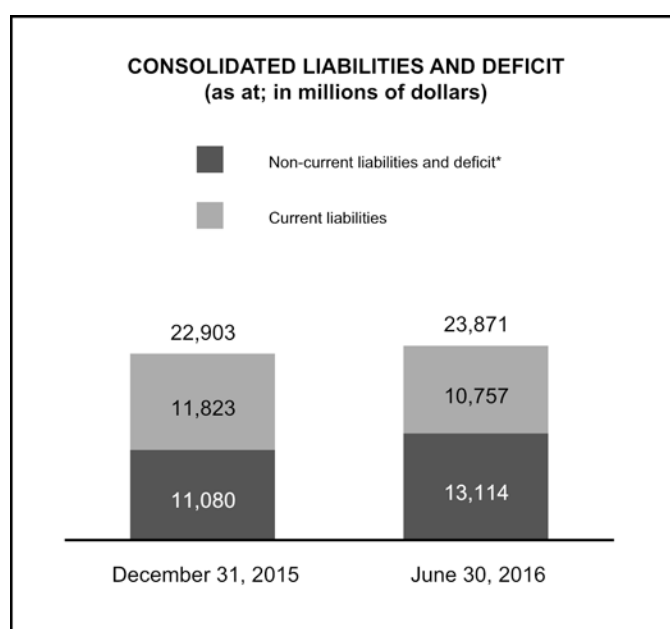 CONSOLIDATED LIABILITIES AND DEFICIT
(as at; in millions of dollars)
Non-current liabilities and deficit*
Current liabilities
22,903
23,871
11,823
10,757
11,080
13,114
December 31, 2015
June 30, 2016